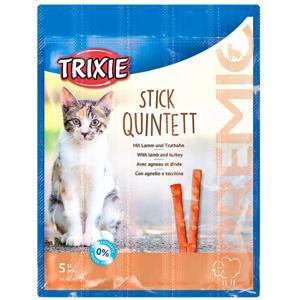 TRIXIE
STICK
QUINTETT
Mit Lamm und Truthahn
With lamb and turkey
Avec agneau et dinde
Con agnello e tacchino
PREMIO
5
0%